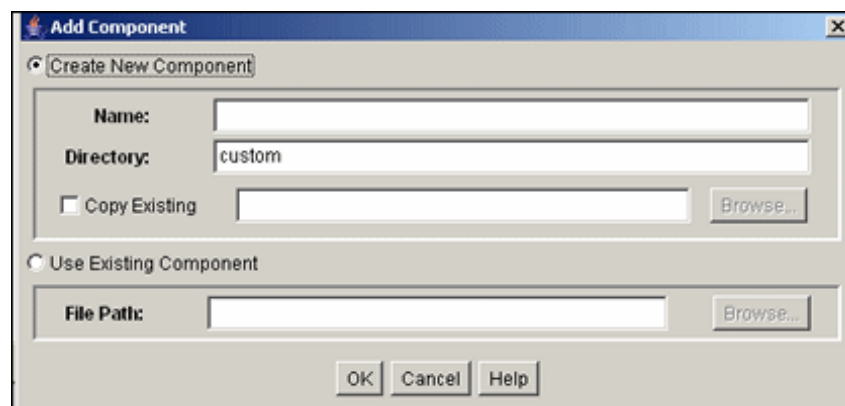 Add Component
Create New Component
Name:
Directory: custom
Copy Existing Browse...
Use Existing Component
File Path: Browse...
OK Cancel Help